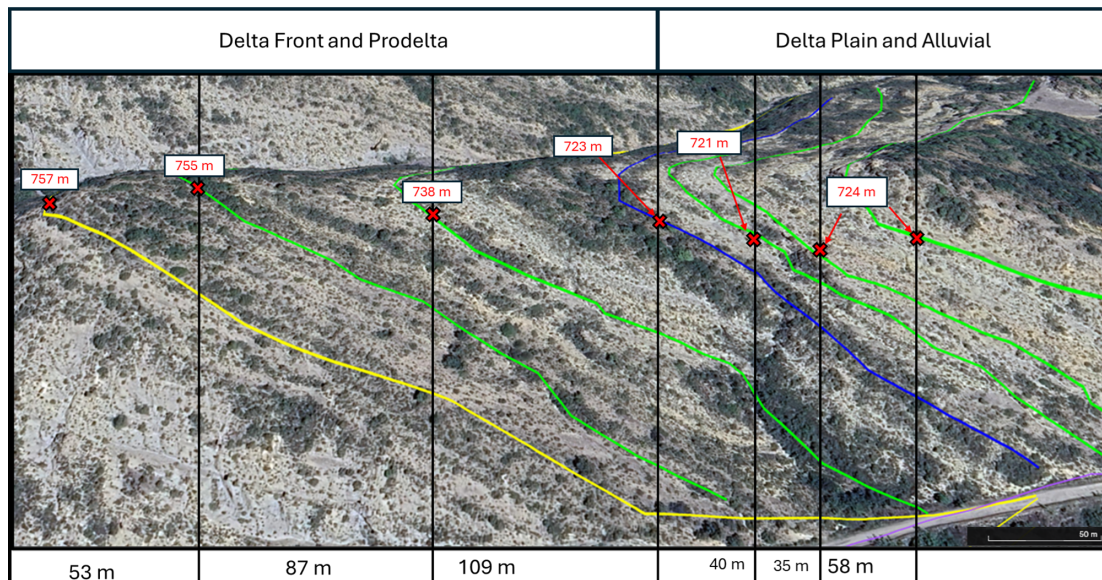 Delta Front and Prodelta
Delta Plain and Alluvial
757 m
755 m
738 m
723 m
721 m
724 m
50 m
53 m
87 m
109 m
40 m
35 m
58 m